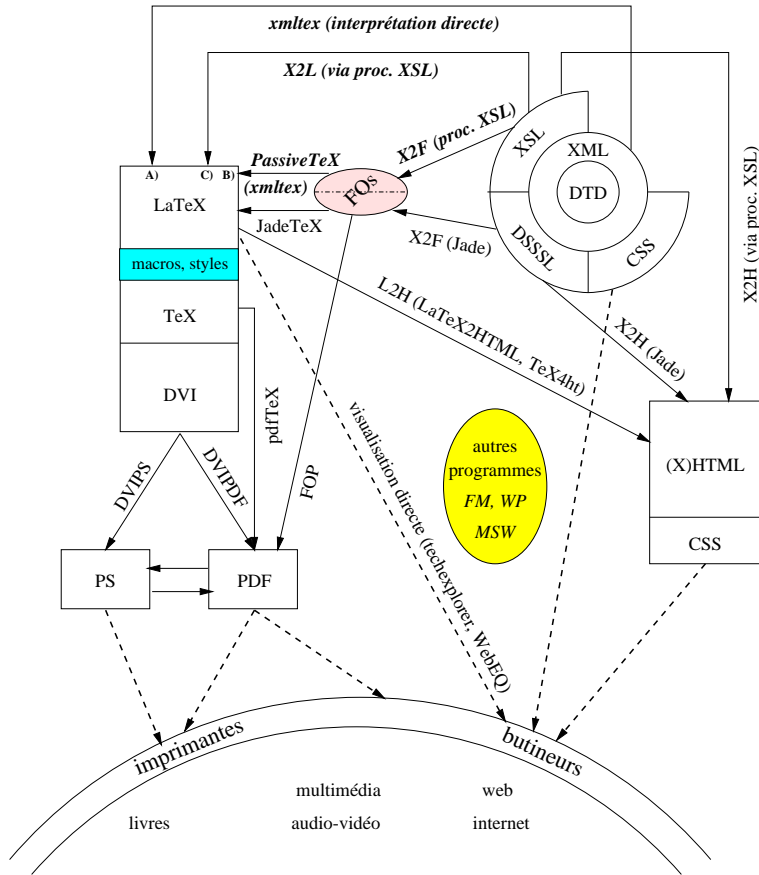 xmltex (interprétation directe)
X2L (via proc. XSL)
X2F (proc. XSL)
XSL
XML
DTD
DSSSL
CSS
X2H (via proc. XSL)
A)
C)
B)
PassiveTeX
(xmltex)
FOs
LaTeX
JadeTeX
X2F (Jade)
macros, styles
TeX
DVI
pdfTeX
L2H (LaTeX2HTML, TeX4ht)
X2H (Jade)
visualisation directe (techexplorer, WebEQ)
autres
programmes
FM, WP
MSW
(X)HTML
CSS
DVIPS
DVIPDF
FOP
PS
PDF
imprimantes
butineurs
multimédia
web
livres
audio-vidéo
internet